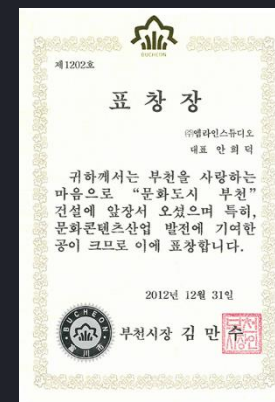 BUCHEON
제1202호
표 창 장
㈜엠라인스튜디오
대표 안 희 덕
귀하께서는 부천을 사랑하는
마음으로 "문화도시 부천"
건설에 앞장서 오셨으며 특히,
문화콘텐츠산업 발전에 기여한
공이 크므로 이에 표창합니다.
2012년 12월 31일
BUCHEON
부천시장 김 만 수